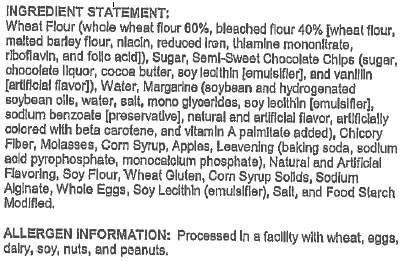 INGREDIENT STATEMENT:
Wheat Flour (whole wheat flour 60%, bleached flour 40% [wheat flour,
malted barley flour, niacin, reduced iron, thiamine mononitrate,
riboflavin, and folic acid]), Sugar, Semi-Sweet Chocolate Chips (sugar,
chocolate liquor, cocoa butter, soy lecithin [emulsifier], and vanillin
[artificial flavor]), Water, Margarine (soybean and hydrogenated
soybean oils, water, salt, mono glycerides, soy lecithin [emulsifier],
sodium benzoate [preservative], natural and artificial flavor, artificially
colored with beta carotene, and vitamin A palmitate added), Chicory
Fiber, Molasses, Corn Syrup, Apples, Leavening (baking soda, sodium
acid pyrophosphate, monocalcium phosphate), Natural and Artificial
Flavoring, Soy Flour, Wheat Gluten, Corn Syrup Solids, Sodium
Alginate, Whole Eggs, Soy Lecithin (emulsifier), Salt, and Food Starch
Modified.
ALLERGEN INFORMATION: Processed in a facility with wheat, eggs,
dairy, soy, nuts, and peanuts.